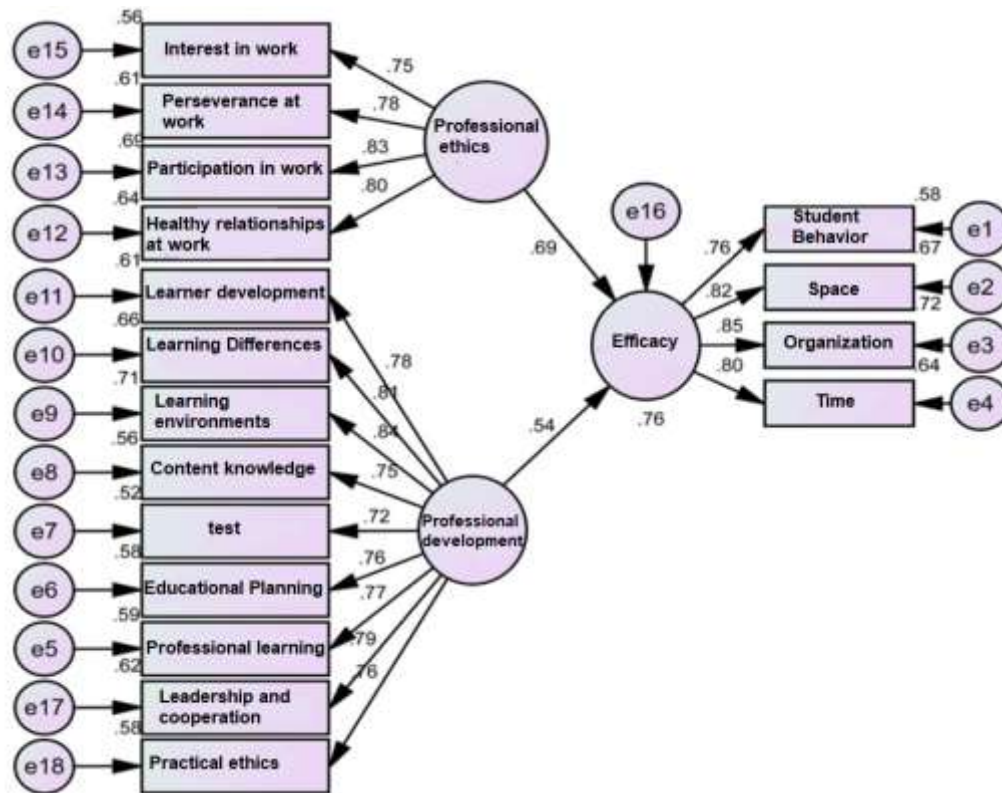 .56
e15
Interest in work
.61
e14
Perseverance at
work
.69
e13
Participation in work
.64
e12
Healthy relationships
at work
.61
e11
Learner development
.66
e10
Learning Differences
.71
e9
Learning
environments
.56
e8
Content knowledge
.52
e7
test
.58
e6
Educational Planning
.59
e5
Professional learning
.62
e17
Leadership and
cooperation
.58
e18
Practical ethics
.75
.78
.83
.80
Professional
ethics
.78
.81
.84
.75
.72
.76
.77
.79
.76
Professional
development
.69
.54
e16
Efficacy
.76
.76
.82
.85
.80
Student
Behavior
.58
e1
Space
.67
e2
Organization
.72
e3
Time
.64
e4